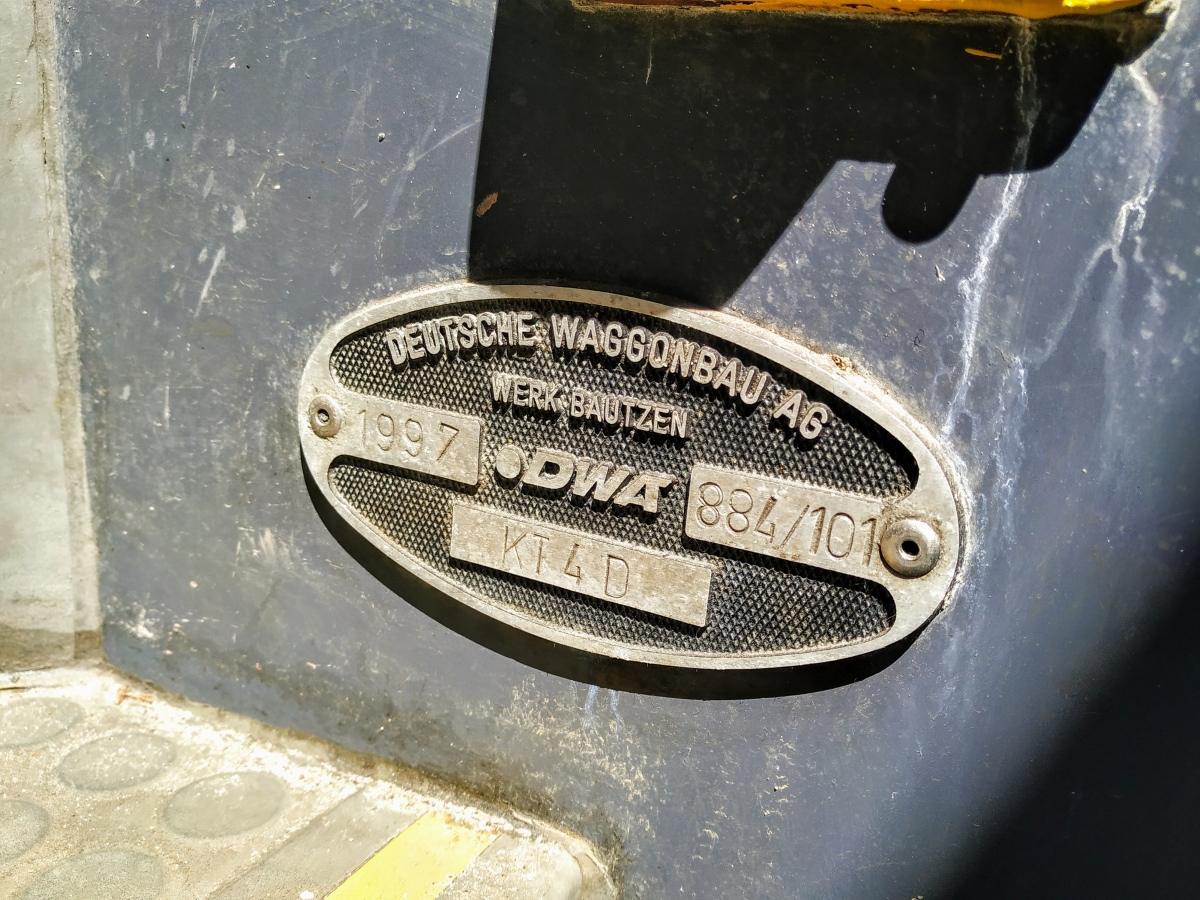 DEUTSCHE WAGGONBAU AG
WERK BAUTZEN
1997
DWA
884/101
KT4D